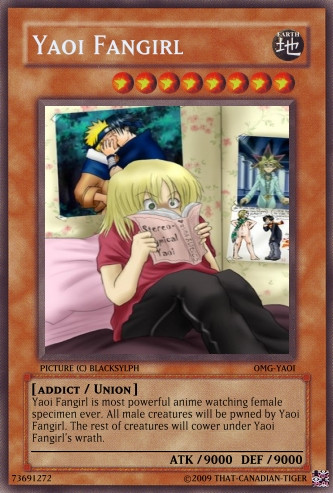 YAOI FANGIRL
EARTH
地
Stereo-
typical
Yaoi
PICTURE (C) BLACKSYLPH
OMG-YAOI
[ADDICT / UNION]
Yaoi Fangirl is most powerful anime watching female
specimen ever. All male creatures will be pwned by Yaoi
Fangirl. The rest of creatures will cower under Yaoi
Fangirl's wrath.
ATK / 9000 DEF / 9000
73691272
©2009 THAT-CANADIAN-TIGER